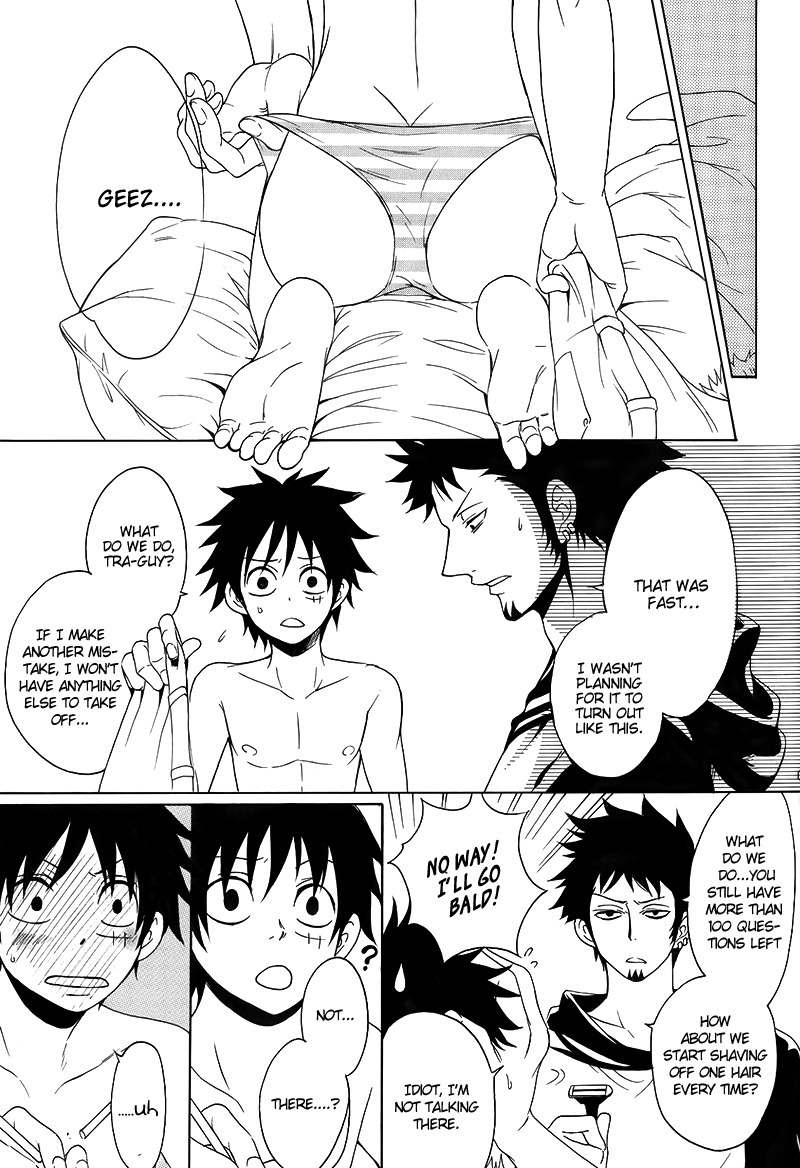 GEEZ....
THAT WAS
FAST...
I WASN'T
PLANNING
FOR IT TO
TURN OUT
LIKE THIS.
WHAT
DO WE DO,
TRA-GUY?
IF I MAKE
ANOTHER MIS-
TAKE, I WON'T
HAVE ANYTHING
ELSE TO TAKE
OFF...
WHAT
DO WE
DO...YOU
STILL HAVE
MORE THAN
100 QUES-
TIONS LEFT
HOW
ABOUT WE
START SHAVING
OFF ONE HAIR
EVERY TIME?
NO WAY!
I'LL GO
BALD!
IDIOT, I'M
NOT TALKING
THERE.
?
NOT...
THERE....?
.....uh